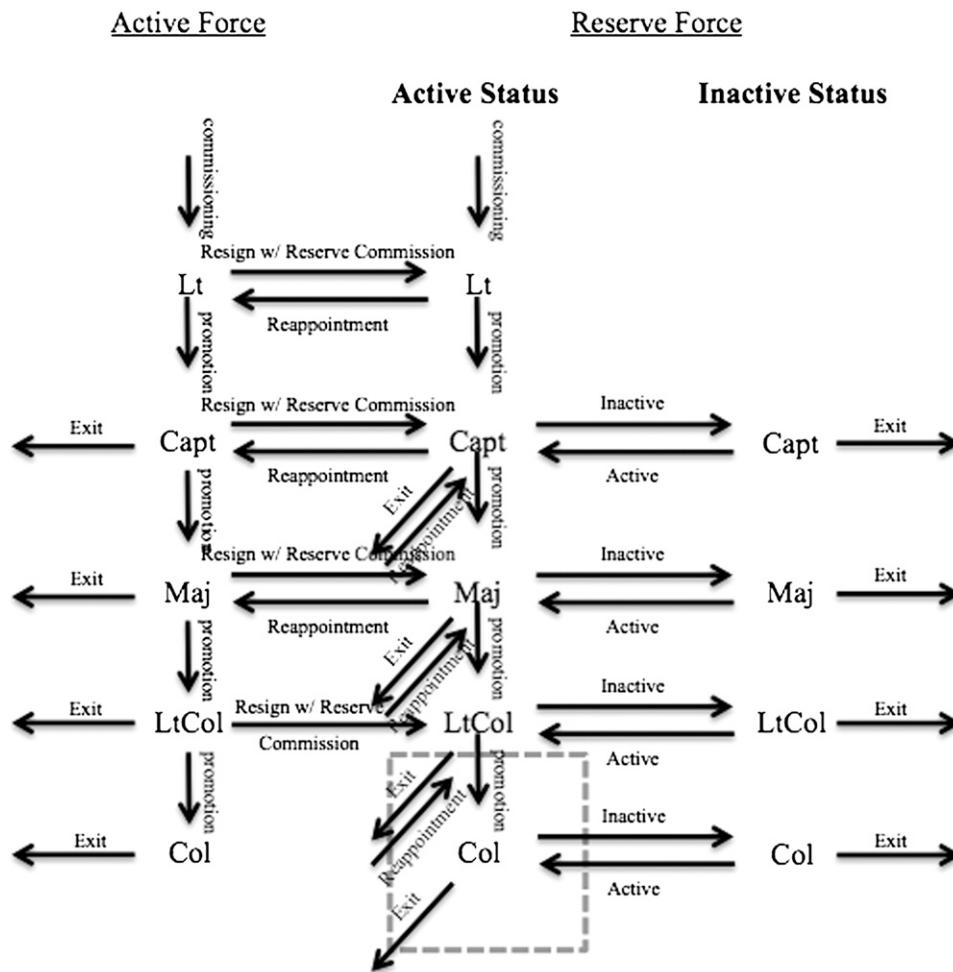 Active Force
Reserve Force
Active Status
Inactive Status
commissioning
commissioning
Resign w/ Reserve Commission
Lt
Lt
Reappointment
promotion
promotion
Resign w/ Reserve Commission
Inactive
Exit
Capt
Capt
Capt
Exit
Reappointment
Active
promotion
Exit
Reappointment
promotion
Resign w/ Reserve Commission
Inactive
Exit
Maj
Maj
Maj
Exit
Reappointment
Active
promotion
Exit
Reappointment
promotion
Inactive
Exit
LtCol
Resign w/ Reserve
Commission
LtCol
LtCol
Exit
Active
promotion
Exit
Reappointment
promotion
Inactive
Exit
Col
Col
Col
Exit
Active
Exit